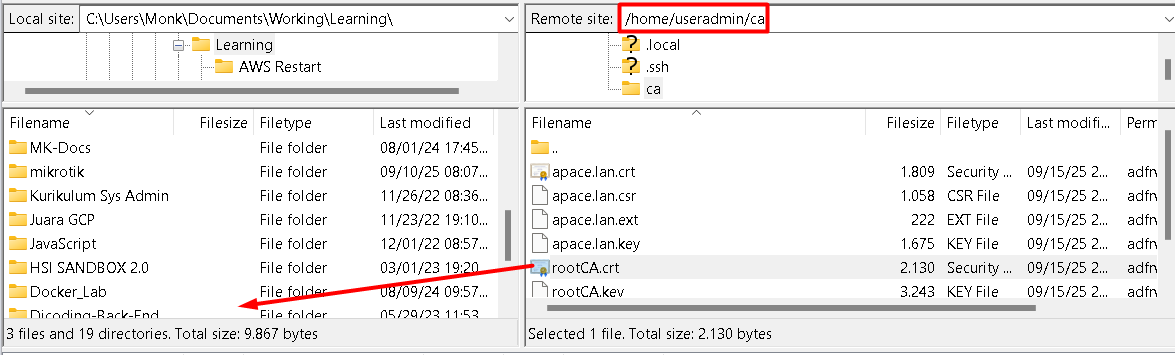 Local site: C:\Users\Monk\Documents\Working\Learning\
Learning
AWS Restart
Filename Filesize Filetype Last modified
MK-Docs File folder 08/01/24 17:45...
mikrotik File folder 09/10/25 08:07...
Kurikulum Sys Admin File folder 11/26/22 08:36...
Juara GCP File folder 11/23/22 19:10...
JavaScript File folder 12/01/22 08:57...
HSI SANDBOX 2.0 File folder 03/01/23 19:20...
Docker_Lab File folder 08/09/24 09:57...
Dicoding-Back-End File folder 05/29/23 11:53...
3 files and 19 directories. Total size: 9.867 bytes
Remote site: /home/useradmin/ca
.local
.ssh
ca
Filename Filesize Filetype Last modifi... Perm
..
apace.lan.crt 1.809 Security ... 09/15/25 2... adfrv
apace.lan.csr 1.058 CSR File 09/15/25 2... adfrv
apace.lan.ext 222 EXT File 09/15/25 2... adfrv
apace.lan.key 1.675 KEY File 09/15/25 2... adfrv
rootCA.crt 2.130 Security ... 09/15/25 2... adfrv
rootCA.key 3.243 KEY File 09/15/25 2... adfrv
Selected 1 file. Total size: 2.130 bytes